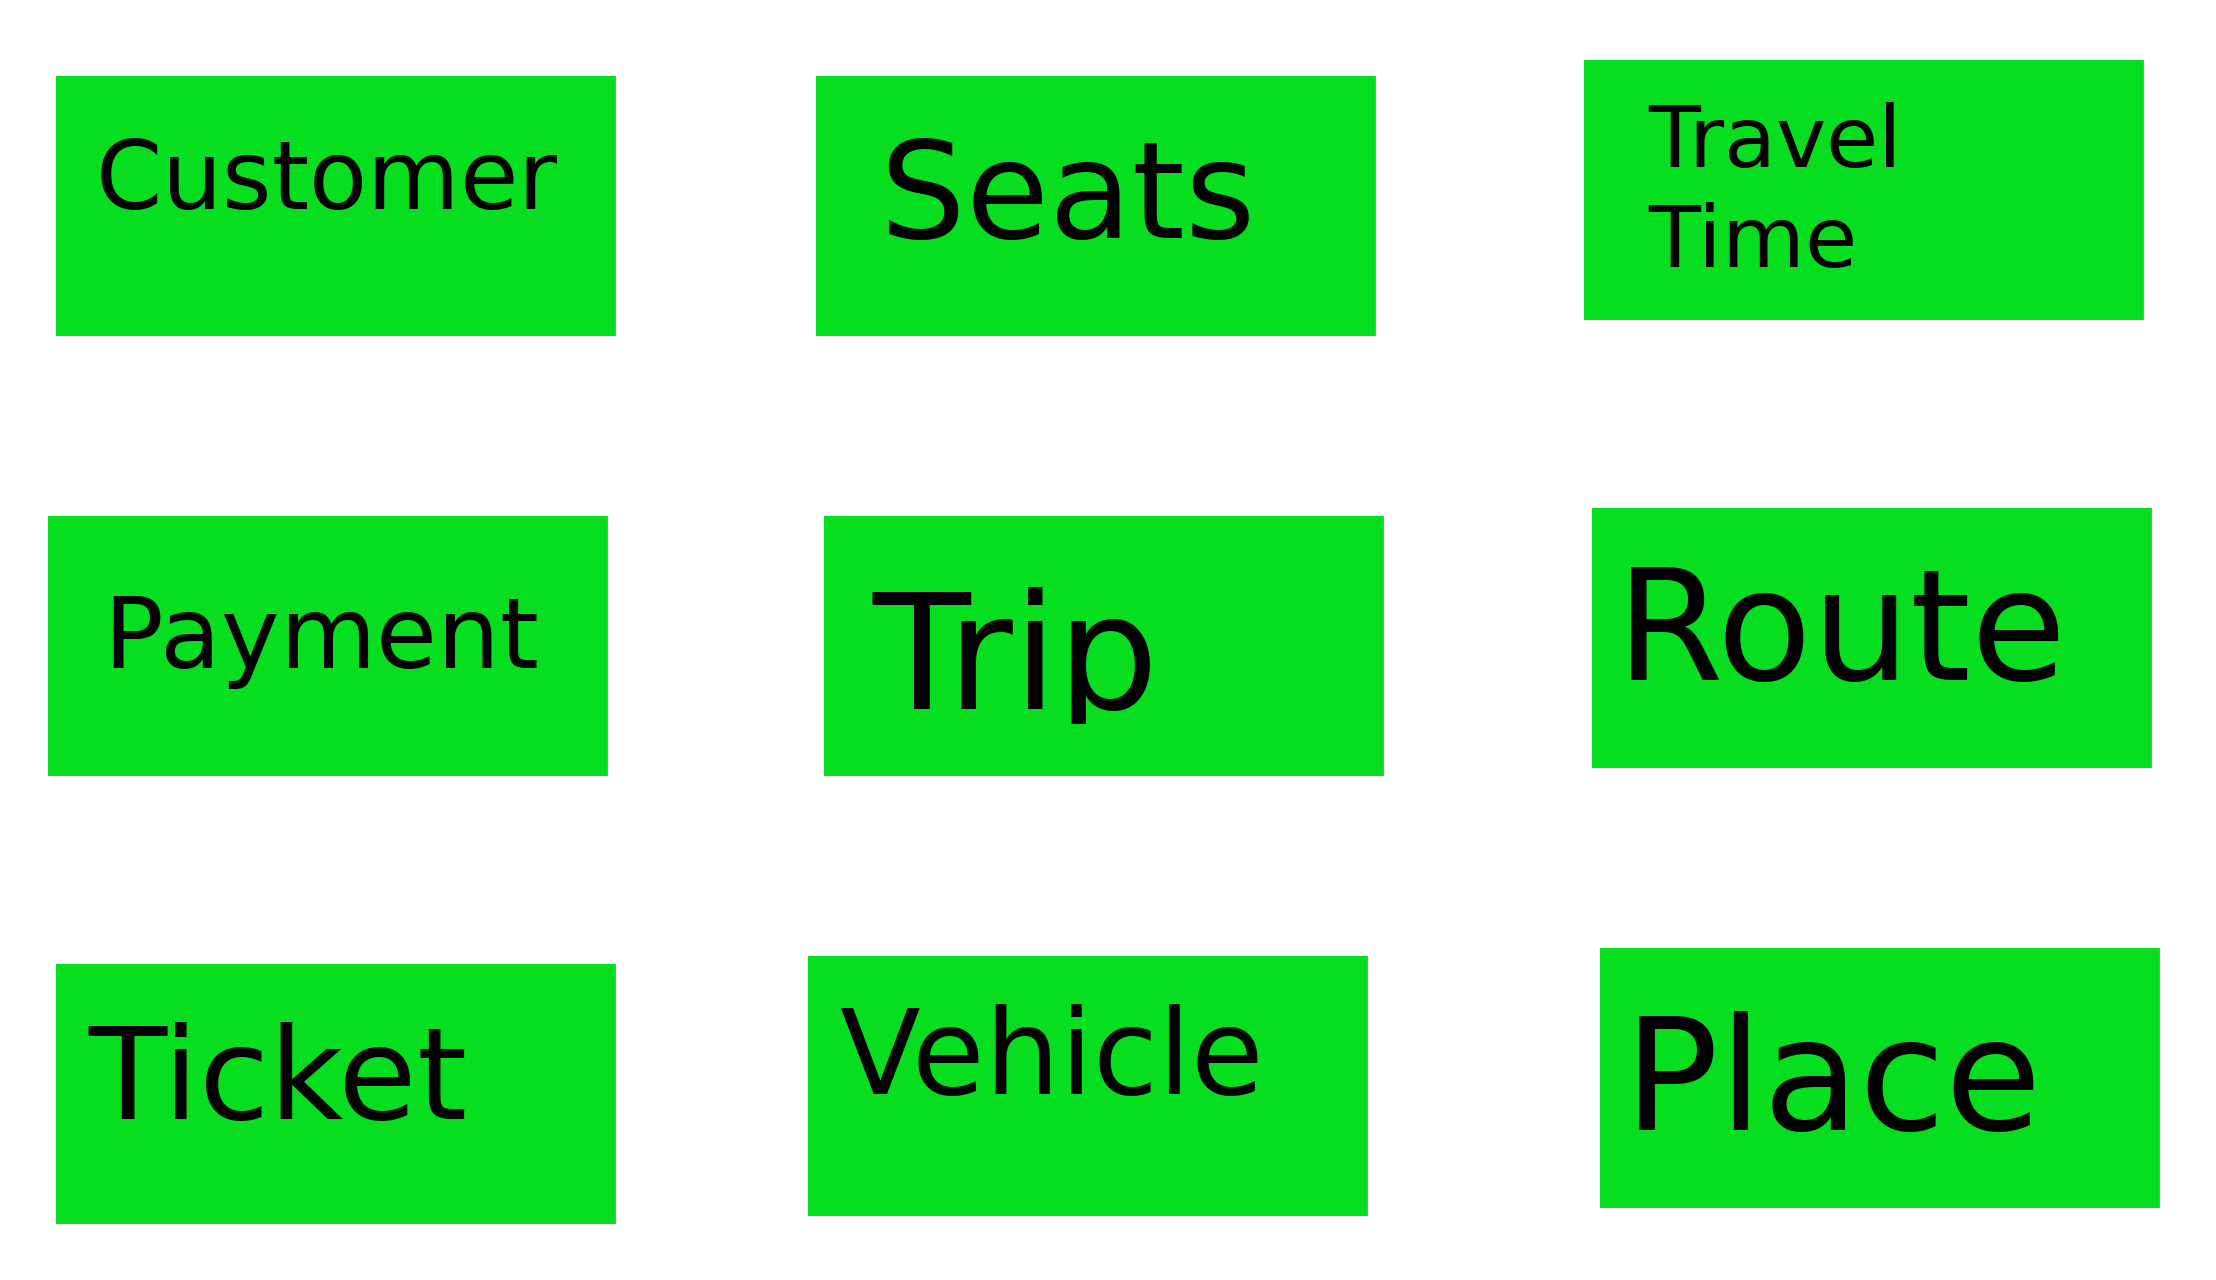 Customer
Seats
Travel
Time
Payment
Trip
Route
Ticket
Vehicle
Place